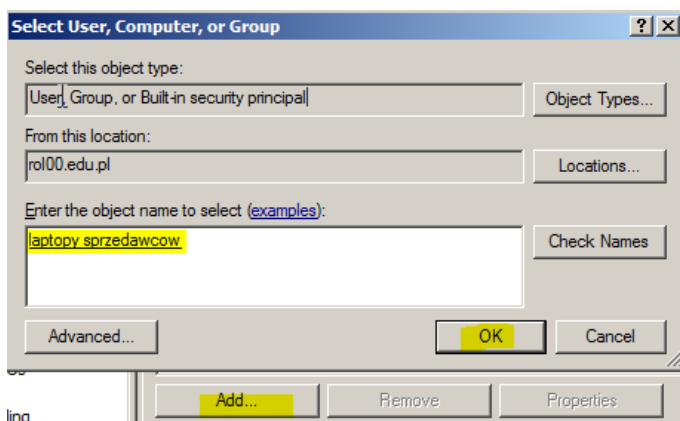 Select User, Computer, or Group
Select this object type:
User, Group, or Built-in security principal
Object Types...
From this location:
rol00.edu.pl
Locations...
Enter the object name to select (examples):
laptopy sprzedawcow
Check Names
Advanced...
OK
Cancel
Add...
Remove
Properties
ling